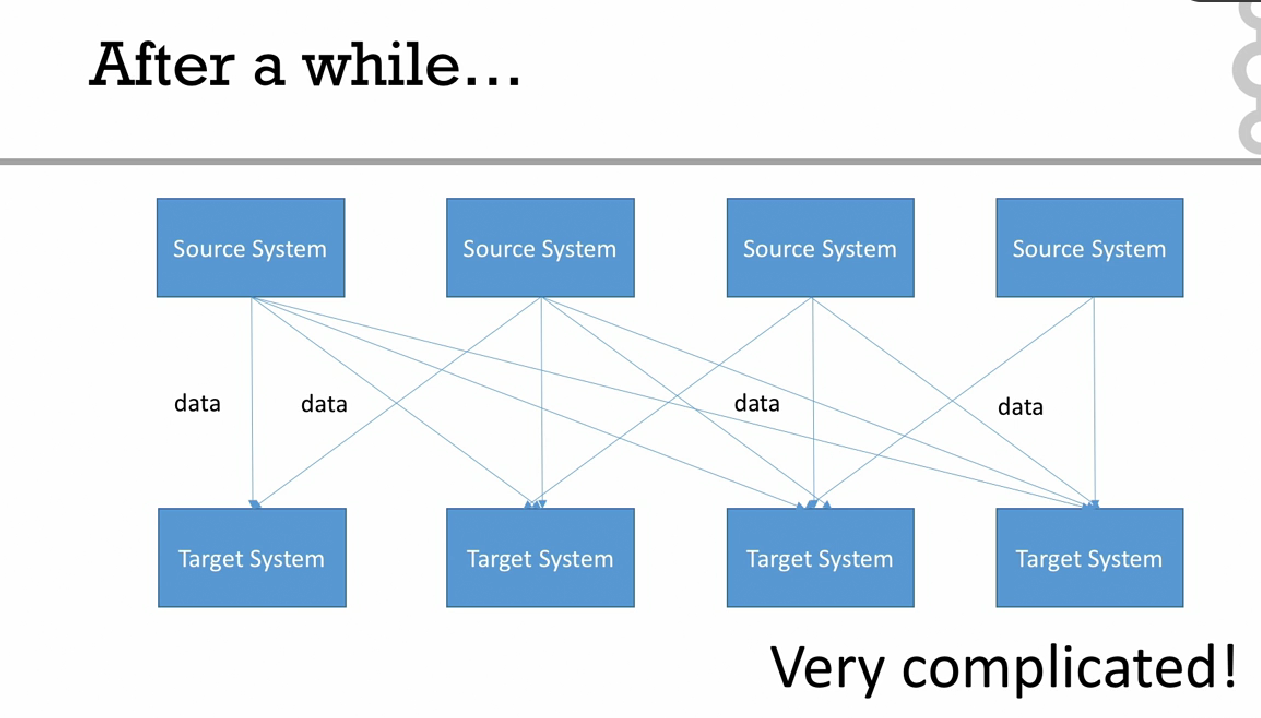 After a while...
Source System
Source System
Source System
Source System
data
data
data
data
Target System
Target System
Target System
Target System
Very complicated!